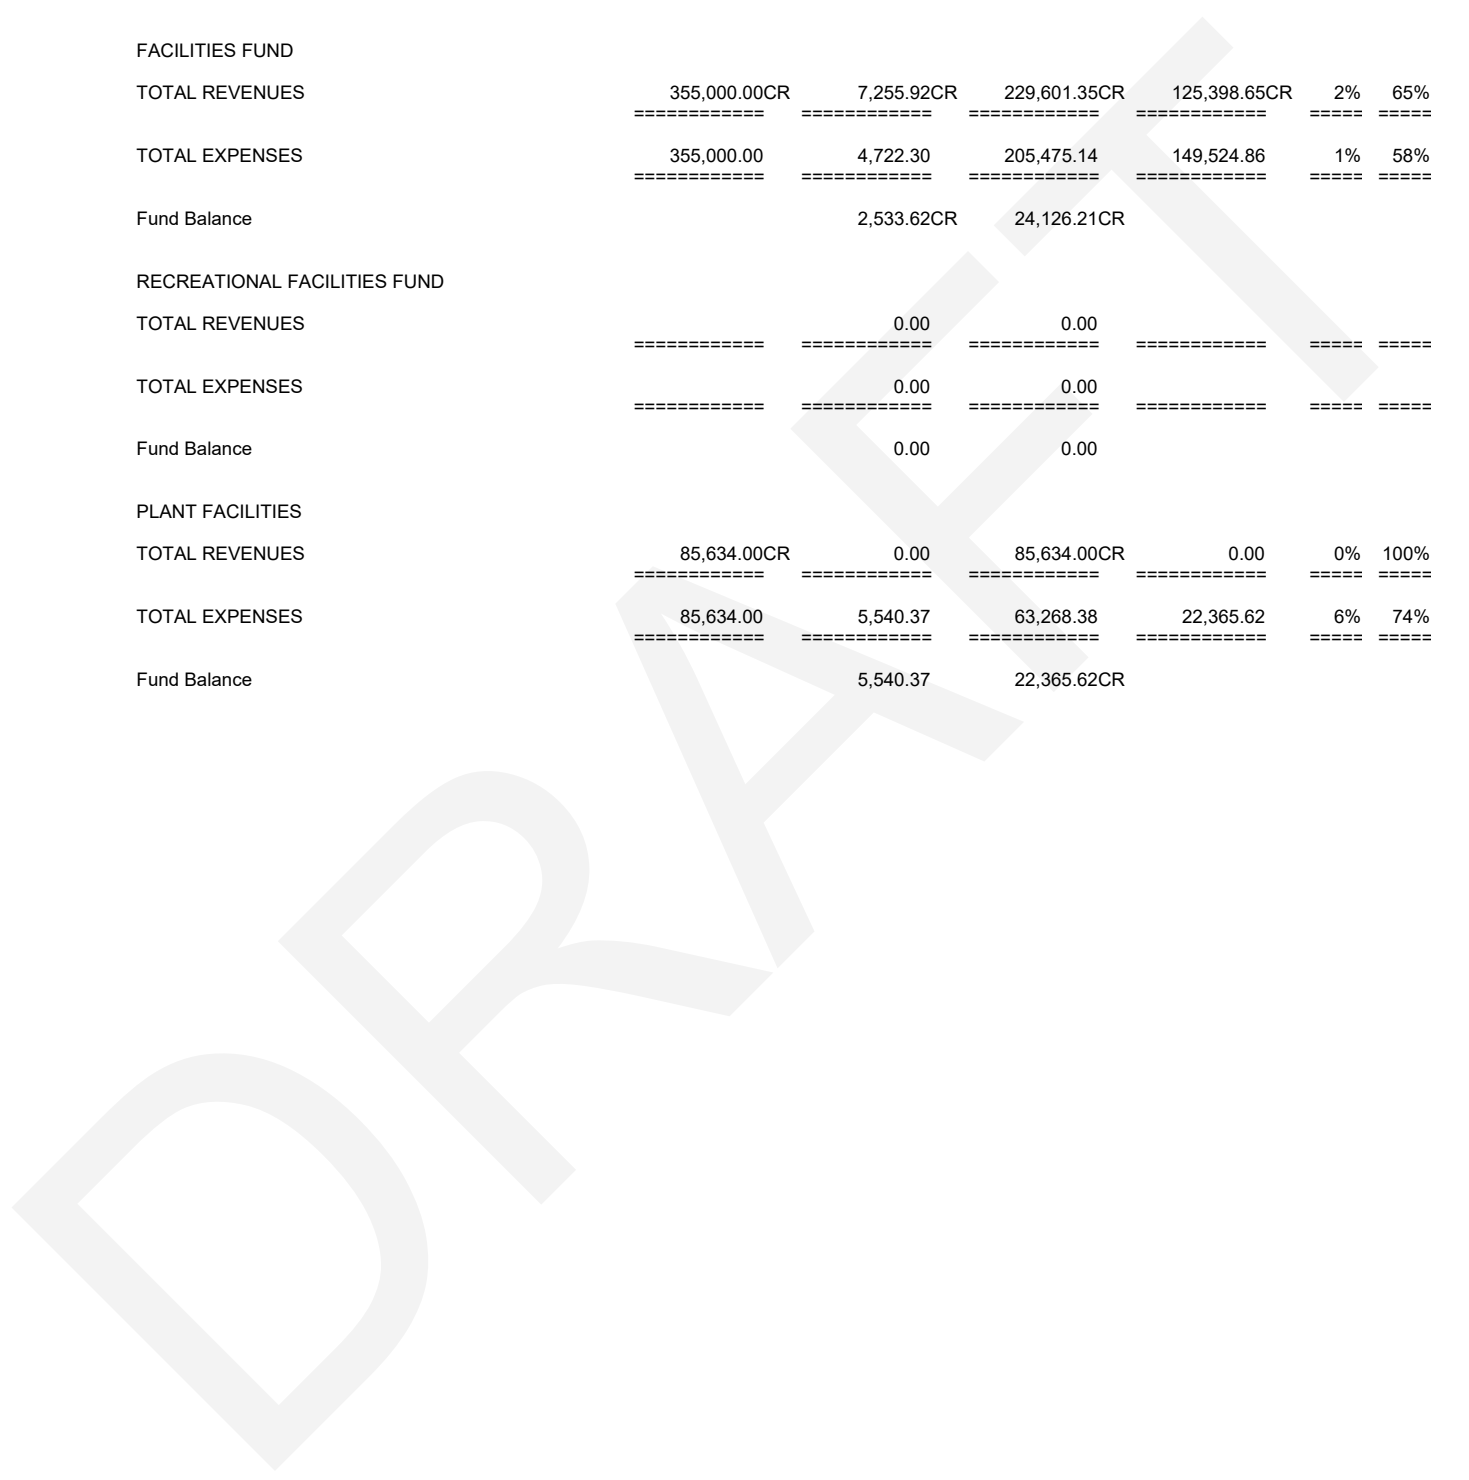 FACILITIES FUND
TOTAL REVENUES 355,000.00CR 7,255.92CR 229,601.35CR 125,398.65CR 2% 65%
============ ============ ============ ============ ===== =====
TOTAL EXPENSES 355,000.00 4,722.30 205,475.14 149,524.86 1% 58%
============ ============ ============ ============ ===== =====
Fund Balance 2,533.62CR 24,126.21CR
RECREATIONAL FACILITIES FUND
TOTAL REVENUES 0.00 0.00
============ ============ ============ ============ ===== =====
TOTAL EXPENSES 0.00 0.00
============ ============ ============ ============ ===== =====
Fund Balance 0.00 0.00
PLANT FACILITIES
TOTAL REVENUES 85,634.00CR 0.00 85,634.00CR 0.00 0% 100%
============ ============ ============ ============ ===== =====
TOTAL EXPENSES 85,634.00 5,540.37 63,268.38 22,365.62 6% 74%
============ ============ ============ ============ ===== =====
Fund Balance 5,540.37 22,365.62CR
DRAFT